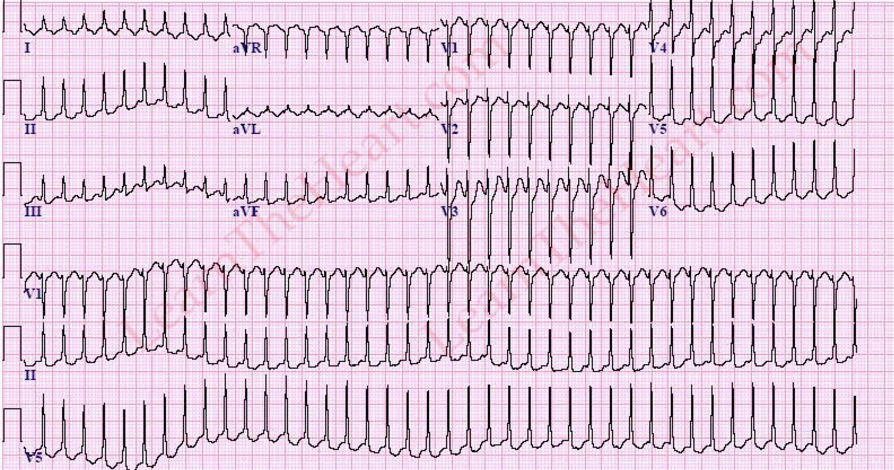 I aVR V1 V4
II aVL V2 V5
III aVF V3 V6
V1
II
V5
LearnTheHeart.com
LearnTheHeart.com